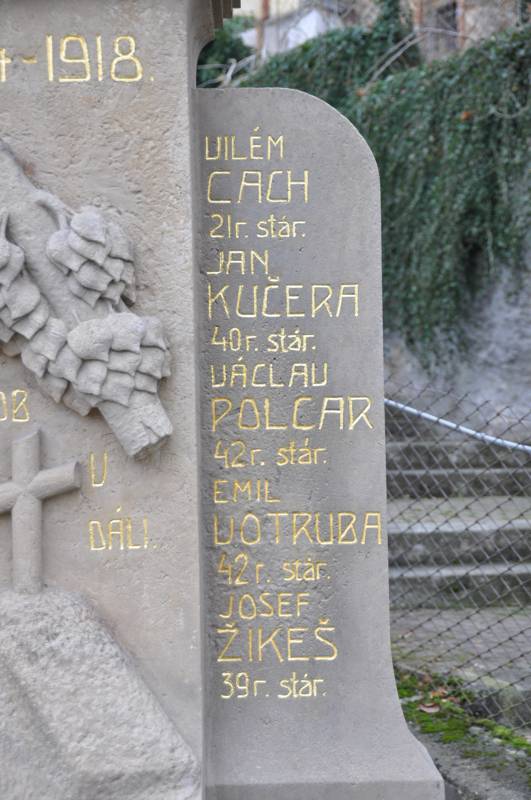 - 1918.
VILÉM
CACH
21r. stár.
JAN
KUČERA
40r. stár.
VÁCLAV
POLCAR
42r. stár.
EMIL
VOTRUBA
42r. stár.
JOSEF
ŽIKEŠ
39r. stár.
V
DÁLI...